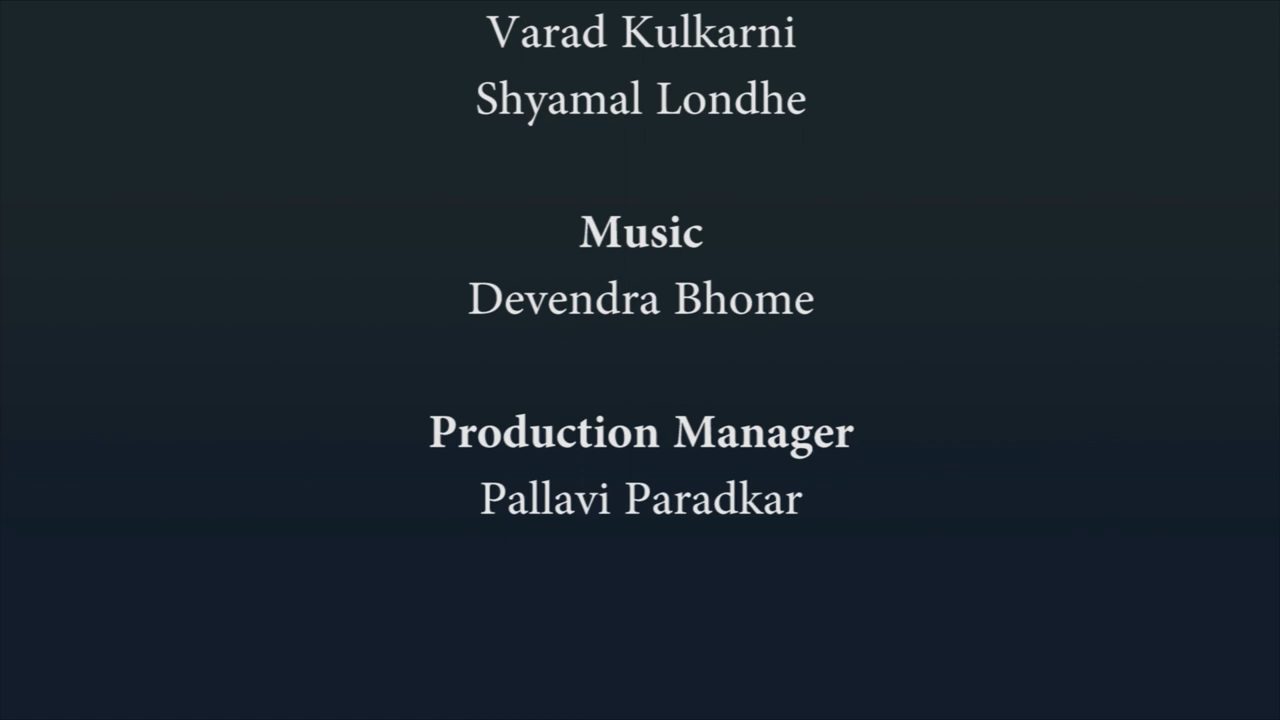 Varad Kulkarni
Shyamal Londhe
Music
Devendra Bhome
Production Manager
Pallavi Paradkar